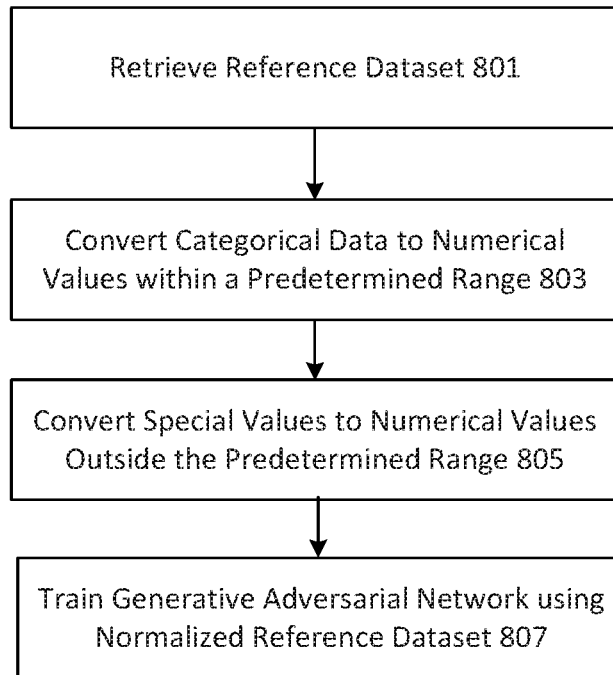 Retrieve Reference Dataset 801
Convert Categorical Data to Numerical
Values within a Predetermined Range 803
Convert Special Values to Numerical Values
Outside the Predetermined Range 805
Train Generative Adversarial Network using
Normalized Reference Dataset 807